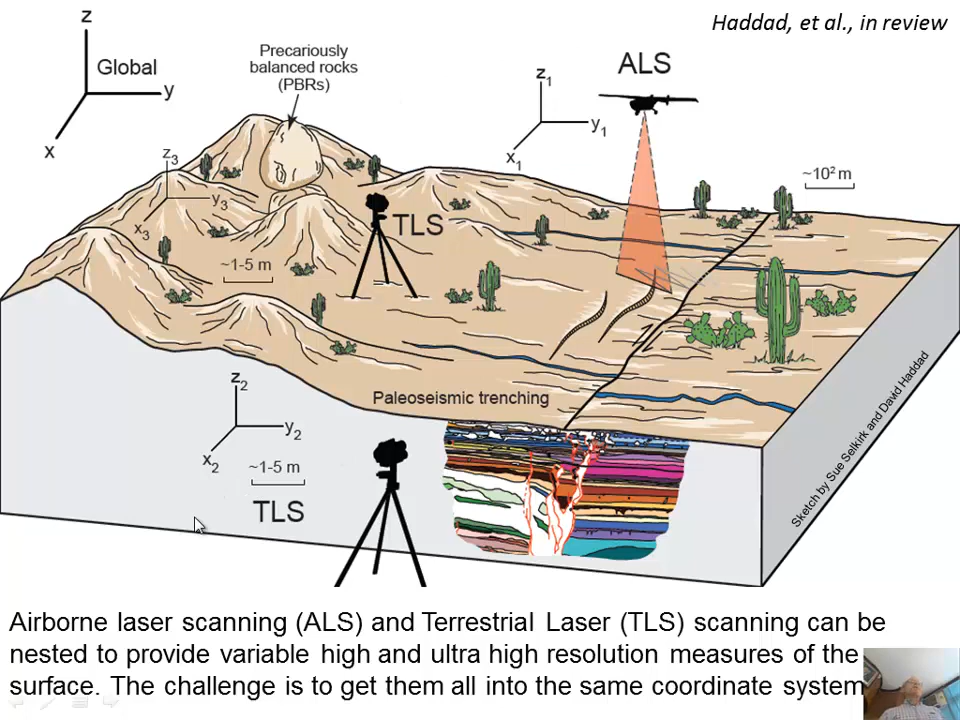 Haddad, et al., in review
z
Global
y
x
Precariously
balanced rocks
(PBRs)
ALS
z1
y1
x1
~10² m
z3
y3
x3
TLS
~1-5 m
Paleoseismic trenching
z2
y2
x2
~1-5 m
TLS
Sketch by Sue Selkirk and David Haddad
Airborne laser scanning (ALS) and Terrestrial Laser (TLS) scanning can be
nested to provide variable high and ultra high resolution measures of the
surface. The challenge is to get them all into the same coordinate system